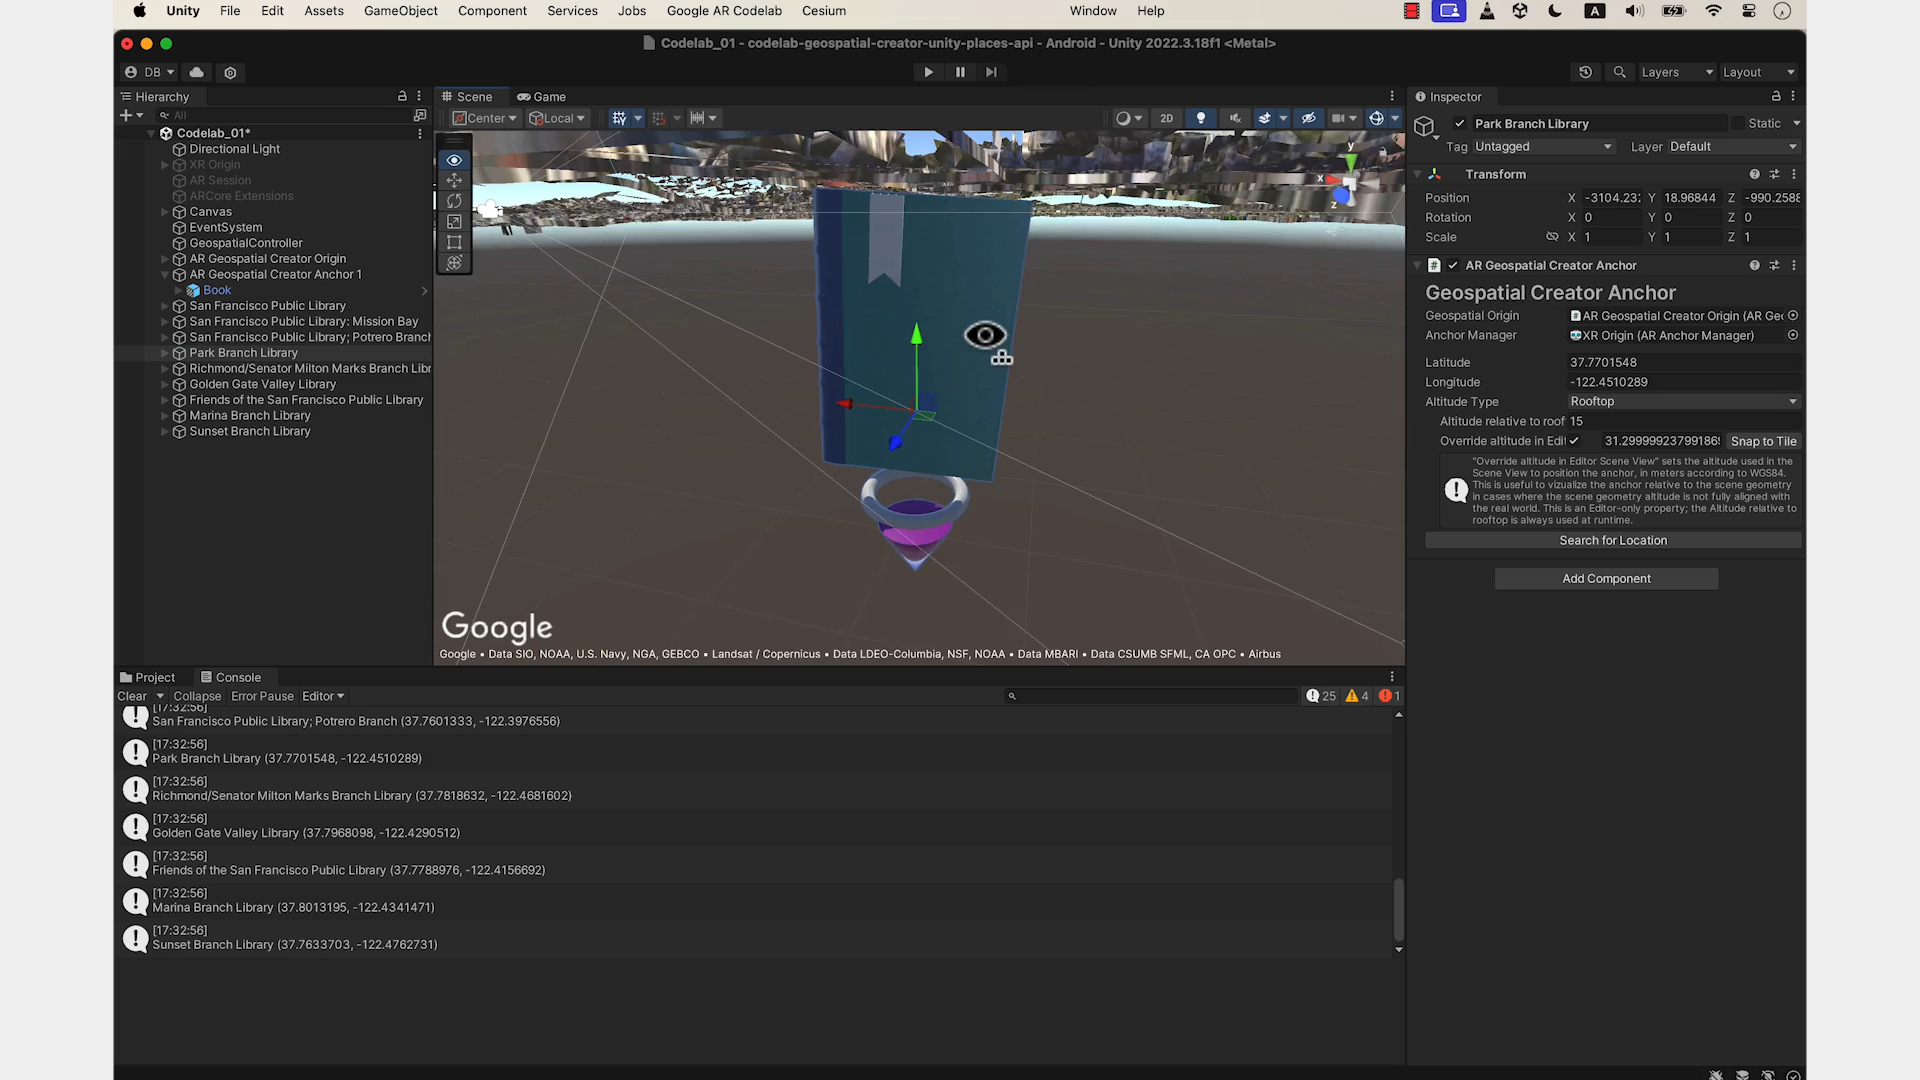 Unity File Edit Assets GameObject Component Services Jobs Google AR Codelab Cesium Window Help A
Codelab_01 - codelab-geospatial-creator-unity-places-api - Android - Unity 2022.3.18f1 <Metal>
DB Layers Layout
Hierarchy
All
Codelab_01*
Directional Light
XR Origin
AR Session
ARCore Extensions
Canvas
EventSystem
GeospatialController
AR Geospatial Creator Origin
AR Geospatial Creator Anchor 1
Book
San Francisco Public Library
San Francisco Public Library: Mission Bay
San Francisco Public Library; Potrero Branch
Park Branch Library
Richmond/Senator Milton Marks Branch Libr
Golden Gate Valley Library
Friends of the San Francisco Public Library
Marina Branch Library
Sunset Branch Library
Scene Game
Center Local 2D
y
x
z
Google
Google • Data SIO, NOAA, U.S. Navy, NGA, GEBCO • Landsat / Copernicus • Data LDEO-Columbia, NSF, NOAA • Data MBARI • Data CSUMB SFML, CA OPC • Airbus
Inspector
Park Branch Library Static
Tag Untagged Layer Default
Transform
Position X -3104.23 Y 18.96844 Z -990.2588
Rotation X 0 Y 0 Z 0
Scale X 1 Y 1 Z 1
# AR Geospatial Creator Anchor
Geospatial Creator Anchor
Geospatial Origin AR Geospatial Creator Origin (AR Geo
Anchor Manager XR Origin (AR Anchor Manager)
Latitude 37.7701548
Longitude -122.4510289
Altitude Type Rooftop
Altitude relative to roof 15
Override altitude in Edit 31.299999237991869 Snap to Tile
"Override altitude in Editor Scene View" sets the altitude used in the
Scene View to position the anchor, in meters according to WGS84.
This is useful to vizualize the anchor relative to the scene geometry
in cases where the scene geometry altitude is not fully aligned with
the real world. This is an Editor-only property; the Altitude relative to
rooftop is always used at runtime.
Search for Location
Add Component
Project Console
Clear Collapse Error Pause Editor 25 4 1
[17:32:56]
San Francisco Public Library; Potrero Branch (37.7601333, -122.3976556)
[17:32:56]
Park Branch Library (37.7701548, -122.4510289)
[17:32:56]
Richmond/Senator Milton Marks Branch Library (37.7818632, -122.4681602)
[17:32:56]
Golden Gate Valley Library (37.7968098, -122.4290512)
[17:32:56]
Friends of the San Francisco Public Library (37.7788976, -122.4156692)
[17:32:56]
Marina Branch Library (37.8013195, -122.4341471)
[17:32:56]
Sunset Branch Library (37.7633703, -122.4762731)